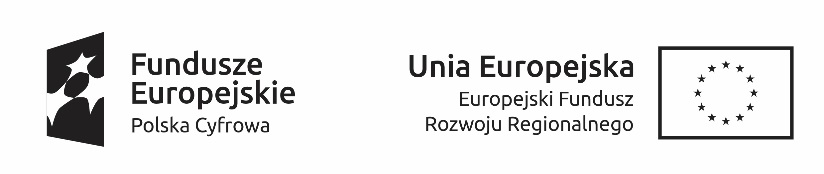 Fundusze
Europejskie
Polska Cyfrowa
Unia Europejska
Europejski Fundusz
Rozwoju Regionalnego